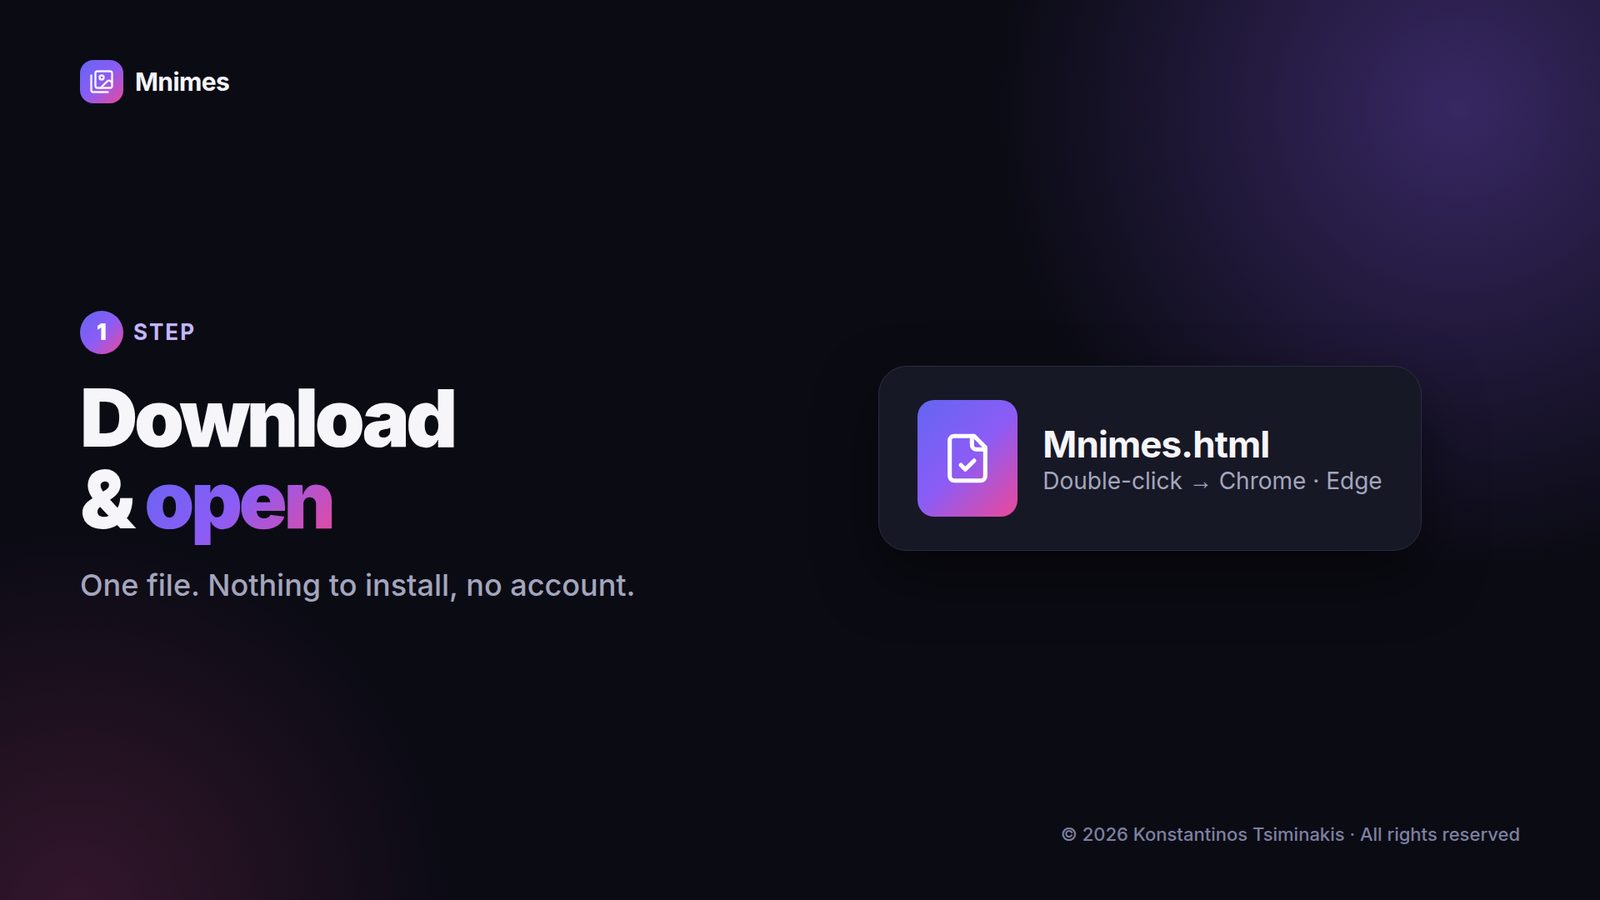 Mnimes
1 STEP
Download
& open
One file. Nothing to install, no account.
Mnimes.html
Double-click → Chrome · Edge
© 2026 Konstantinos Tsiminakis · All rights reserved